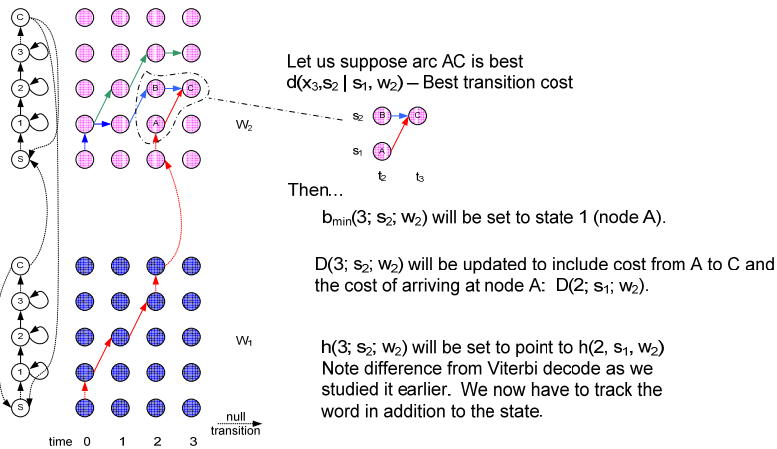 C
3
2
1
S
C
3
2
1
S
B
C
A
W2
W1
time 0 1 2 3
null
transition
Let us suppose arc AC is best
d(x3,s2 | s1, w2) – Best transition cost
s2 B C
s1 A
t2 t3
Then...
bmin(3; s2; w2) will be set to state 1 (node A).
D(3; s2; w2) will be updated to include cost from A to C and
the cost of arriving at node A: D(2; s1; w2).
h(3; s2; w2) will be set to point to h(2, s1, w2)
Note difference from Viterbi decode as we
studied it earlier. We now have to track the
word in addition to the state.